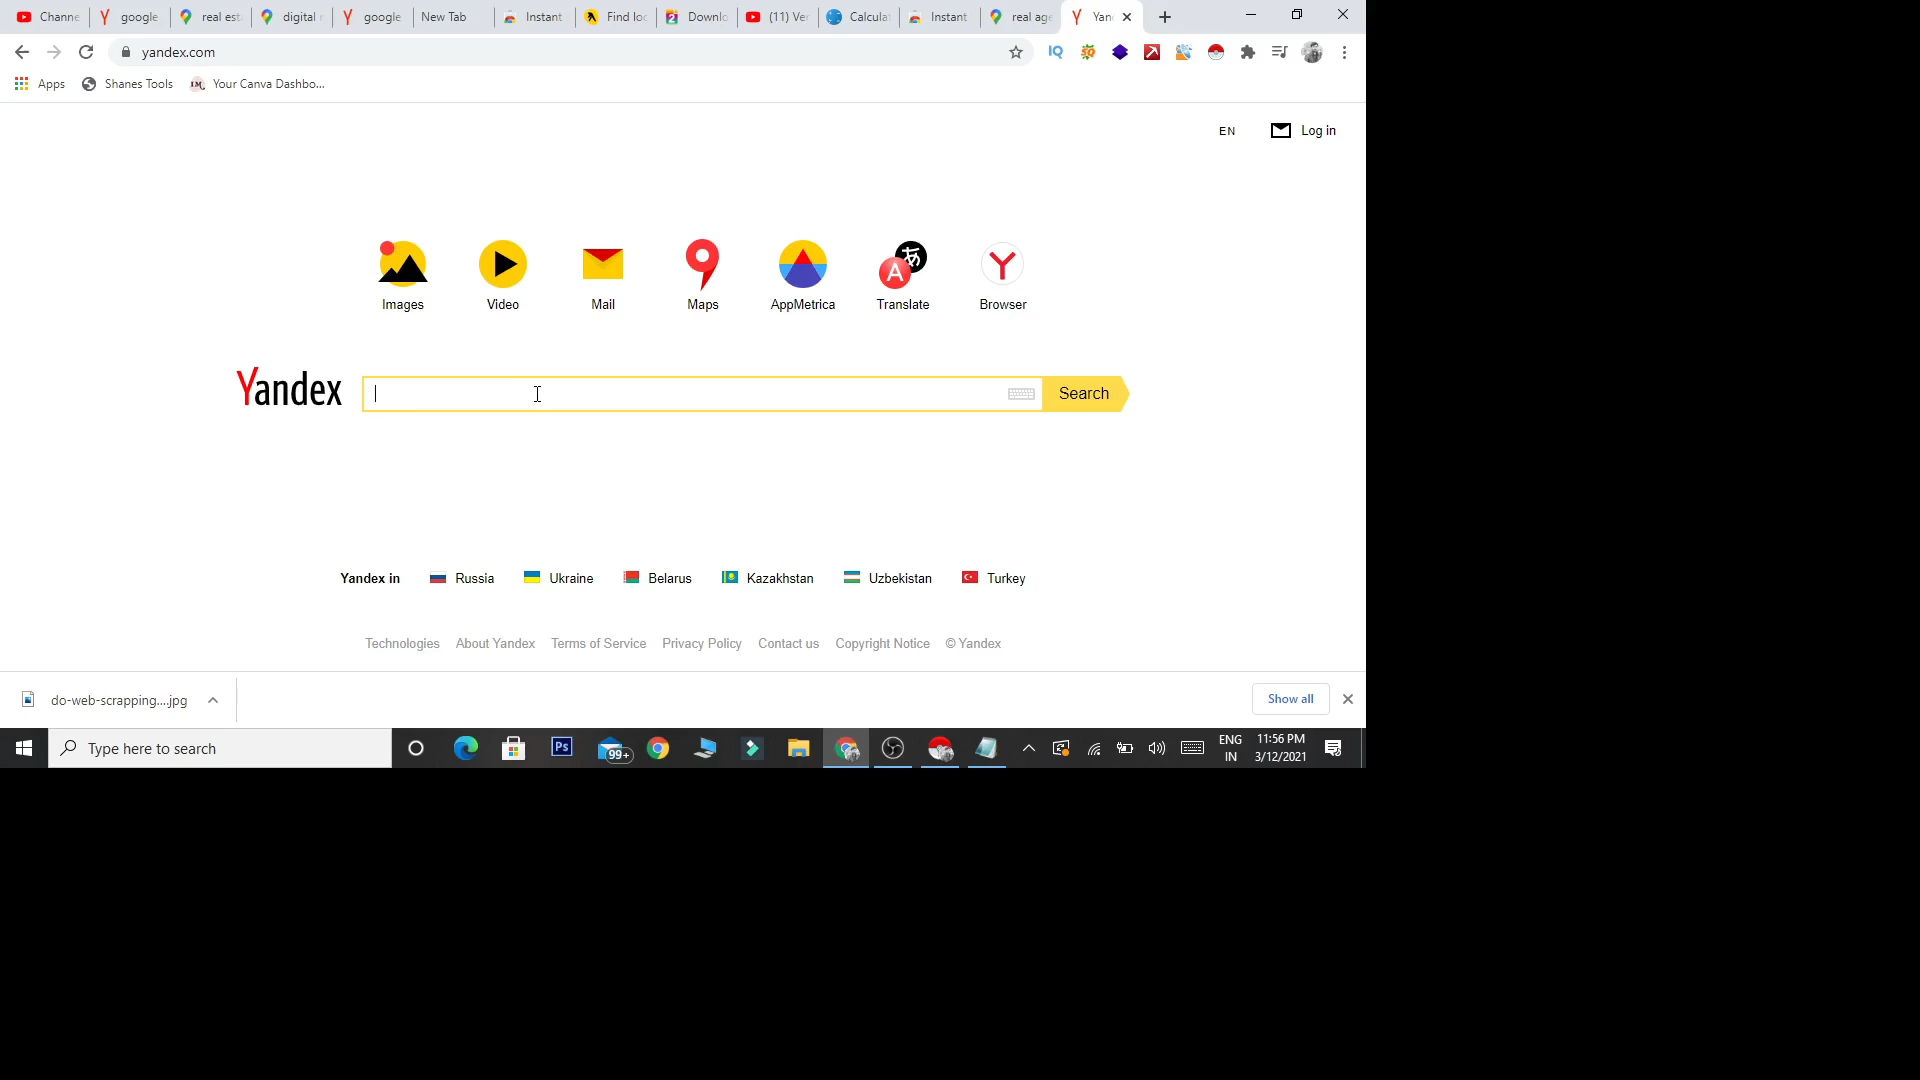 Channe google real est digital r google New Tab Instant Find loc Downlo (11) Ver Calculat Instant real age Yan
yandex.com
Apps Shanes Tools Your Canva Dashbo...
EN Log in
Images Video Mail Maps AppMetrica Translate Browser
Yandex Search
Yandex in Russia Ukraine Belarus Kazakhstan Uzbekistan Turkey
Technologies About Yandex Terms of Service Privacy Policy Contact us Copyright Notice © Yandex
do-web-scrapping....jpg Show all
Type here to search Ps 99+ ENG 11:56 PM
IN 3/12/2021